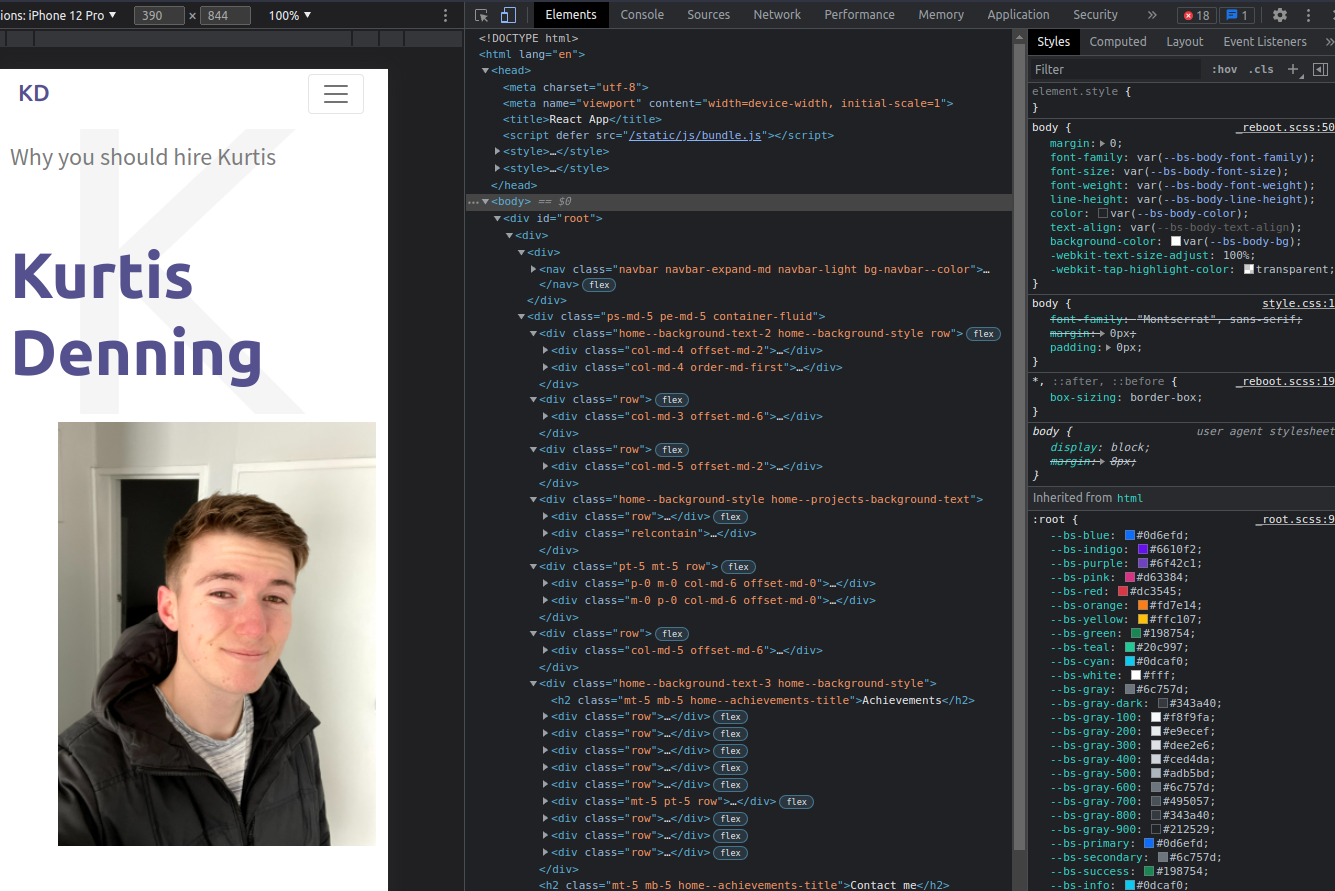 ions: iPhone 12 Pro ▼ 390 × 844 100% ▼
KD
Why you should hire Kurtis
K
Kurtis
Denning
Elements Console Sources Network Performance Memory Application Security » 18 1
<!DOCTYPE html>
<html lang="en">
▼<head>
<meta charset="utf-8">
<meta name="viewport" content="width=device-width, initial-scale=1">
<title>React App</title>
<script defer src="/static/js/bundle.js"></script>
▶<style>…</style>
▶<style>…</style>
</head>
…▼<body> == $0
▼<div id="root">
▼<div>
▼<div>
▶<nav class="navbar navbar-expand-md navbar-light bg-navbar--color">…
</nav> flex
</div>
▼<div class="ps-md-5 pe-md-5 container-fluid">
▼<div class="home--background-text-2 home--background-style row"> flex
▶<div class="col-md-4 offset-md-2">…</div>
▶<div class="col-md-4 order-md-first">…</div>
</div>
▼<div class="row"> flex
▶<div class="col-md-3 offset-md-6">…</div>
</div>
▼<div class="row"> flex
▶<div class="col-md-5 offset-md-2">…</div>
</div>
▼<div class="home--background-style home--projects-background-text">
▶<div class="row">…</div> flex
▶<div class="relcontain">…</div>
</div>
▼<div class="pt-5 mt-5 row"> flex
▶<div class="p-0 m-0 col-md-6 offset-md-0">…</div>
▶<div class="m-0 p-0 col-md-6 offset-md-0">…</div>
</div>
▼<div class="row"> flex
▶<div class="col-md-5 offset-md-6">…</div>
</div>
▼<div class="home--background-text-3 home--background-style">
<h2 class="mt-5 mb-5 home--achievements-title">Achievements</h2>
▶<div class="row">…</div> flex
▶<div class="row">…</div> flex
▶<div class="row">…</div> flex
▶<div class="row">…</div> flex
▶<div class="row">…</div> flex
▶<div class="mt-5 pt-5 row">…</div> flex
▶<div class="row">…</div> flex
▶<div class="row">…</div> flex
▶<div class="row">…</div> flex
</div>
<h2 class="mt-5 mb-5 home--achievements-title">Contact me</h2>
Styles Computed Layout Event Listeners »
Filter :hov .cls +
element.style {
}
body { _reboot.scss:50
margin:▶ 0;
font-family: var(--bs-body-font-family);
font-size: var(--bs-body-font-size);
font-weight: var(--bs-body-font-weight);
line-height: var(--bs-body-line-height);
color: var(--bs-body-color);
text-align: var(--bs-body-text-align);
background-color: var(--bs-body-bg);
-webkit-text-size-adjust: 100%;
-webkit-tap-highlight-color: transparent;
}
body { style.css:1
font-family: "Montserrat", sans-serif;
margin:▶ 0px;
padding:▶ 0px;
}
*, ::after, ::before { _reboot.scss:19
box-sizing: border-box;
}
body { user agent stylesheet
display: block;
margin:▶ 8px;
}
Inherited from html
:root { _root.scss:9
--bs-blue: #0d6efd;
--bs-indigo: #6610f2;
--bs-purple: #6f42c1;
--bs-pink: #d63384;
--bs-red: #dc3545;
--bs-orange: #fd7e14;
--bs-yellow: #ffc107;
--bs-green: #198754;
--bs-teal: #20c997;
--bs-cyan: #0dcaf0;
--bs-white: #fff;
--bs-gray: #6c757d;
--bs-gray-dark: #343a40;
--bs-gray-100: #f8f9fa;
--bs-gray-200: #e9ecef;
--bs-gray-300: #dee2e6;
--bs-gray-400: #ced4da;
--bs-gray-500: #adb5bd;
--bs-gray-600: #6c757d;
--bs-gray-700: #495057;
--bs-gray-800: #343a40;
--bs-gray-900: #212529;
--bs-primary: #0d6efd;
--bs-secondary: #6c757d;
--bs-success: #198754;
--bs-info: #0dcaf0;